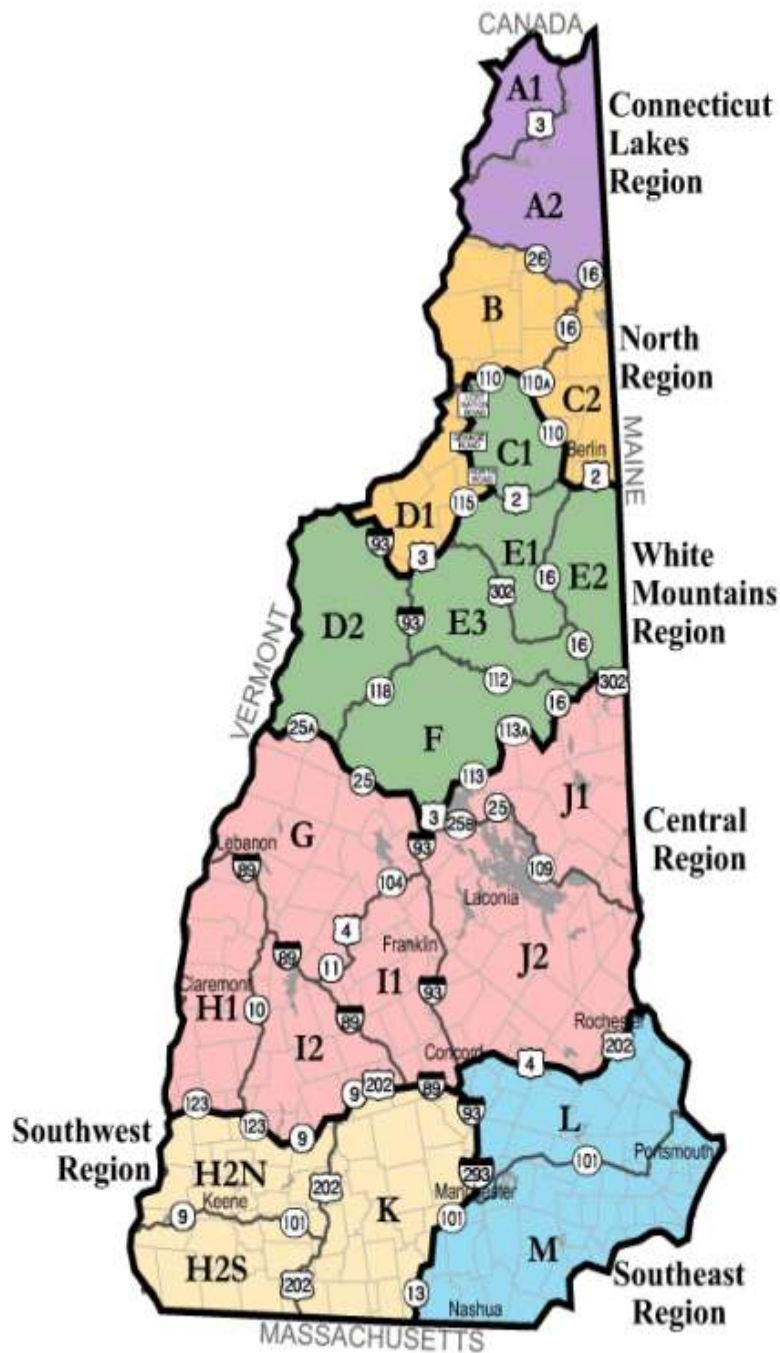 CANADA
A1
3
Connecticut
Lakes
Region
A2
26
16
B
16
North
Region
110
110A
C2
LOST
NATION
ROAD
110
MAINE
C1
Berlin
2
115
2
D1
93
3
E1
16
E2
White
Mountains
Region
302
D2
93
E3
16
VERMONT
118
112
302
16
25A
F
113A
25
113
J1
3
25B
25
G
93
Central
Region
Lebanon
89
104
109
Laconia
4
Franklin
89
11
J2
Claremont
I1
93
H1
10
89
I2
Rochester
Concord
202
4
9
202
89
123
93
Southwest
Region
123
9
L
Portsmouth
H2N
293
101
202
Manchester
Keene
9
101
K
101
M
H2S
Southeast
Region
202
13
Nashua
MASSACHUSETTS